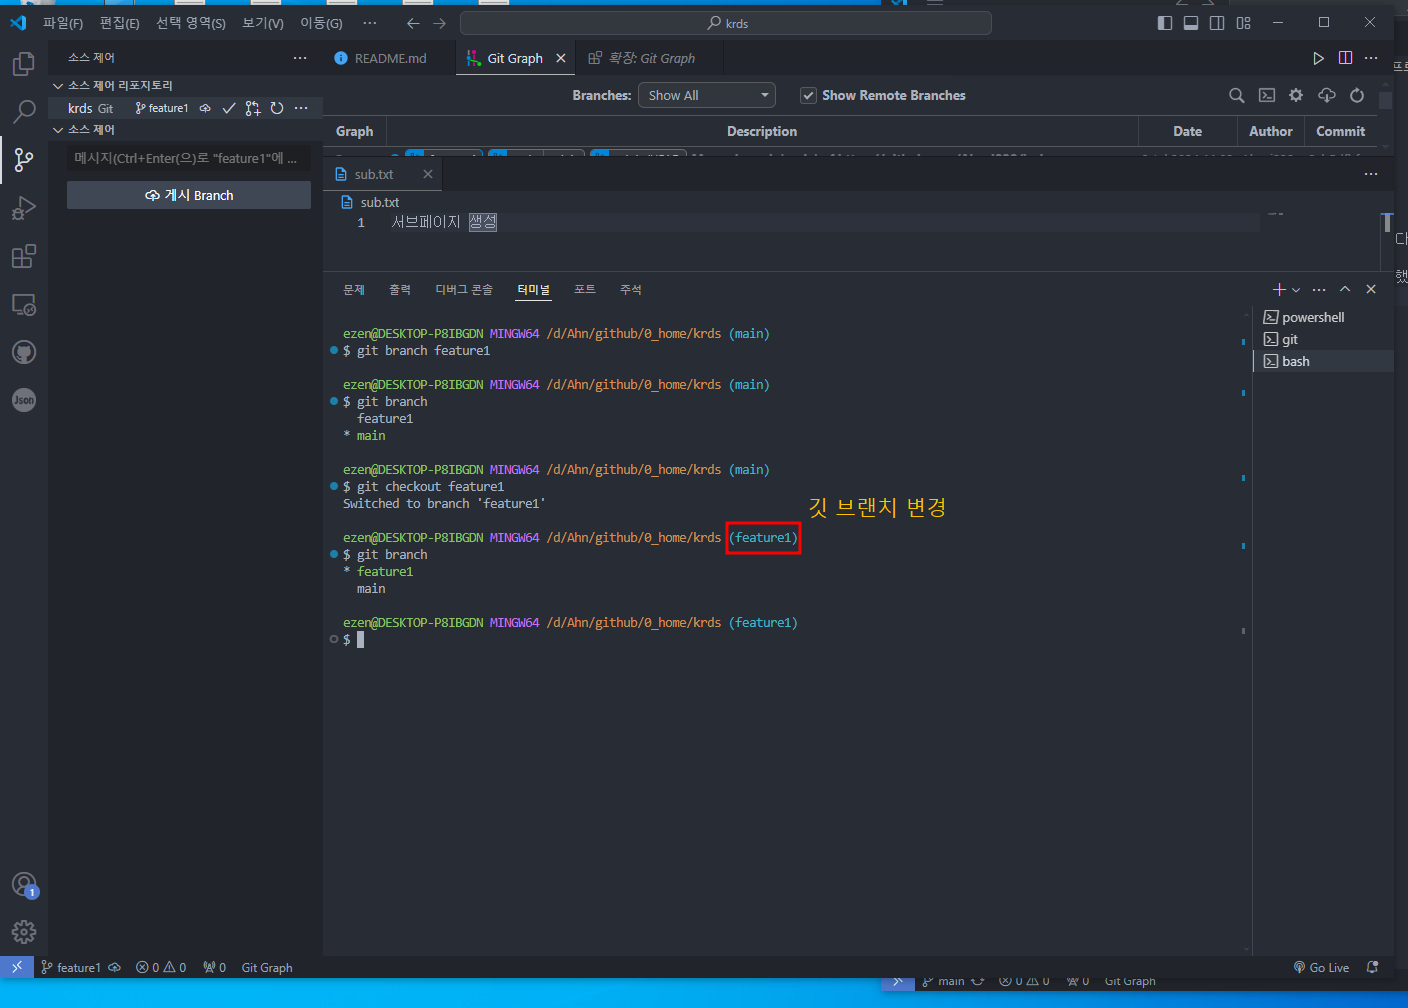 파일(F) 편집(E) 선택 영역(S) 보기(V) 이동(G) ··· krds
소스 제어 ···
README.md Git Graph 확장: Git Graph
소스 제어 리포지토리
krds Git feature1 ···
소스 제어
메시지(Ctrl+Enter(으)로 "feature1"에 ...
게시 Branch
Branches: Show All Show Remote Branches
Graph Description Date Author Commit
sub.txt
sub.txt
1 서브페이지 생성
문제 출력 디버그 콘솔 터미널 포트 주석
powershell
git
bash
ezen@DESKTOP-P8IBGDN MINGW64 /d/Ahn/github/0_home/krds (main)
$ git branch feature1
ezen@DESKTOP-P8IBGDN MINGW64 /d/Ahn/github/0_home/krds (main)
$ git branch
feature1
* main
ezen@DESKTOP-P8IBGDN MINGW64 /d/Ahn/github/0_home/krds (main)
$ git checkout feature1
Switched to branch 'feature1'
깃 브랜치 변경
ezen@DESKTOP-P8IBGDN MINGW64 /d/Ahn/github/0_home/krds (feature1)
$ git branch
* feature1
main
ezen@DESKTOP-P8IBGDN MINGW64 /d/Ahn/github/0_home/krds (feature1)
$
Json
1
feature1 0 0 0 Git Graph Go Live
main 0 0 0 Git Graph